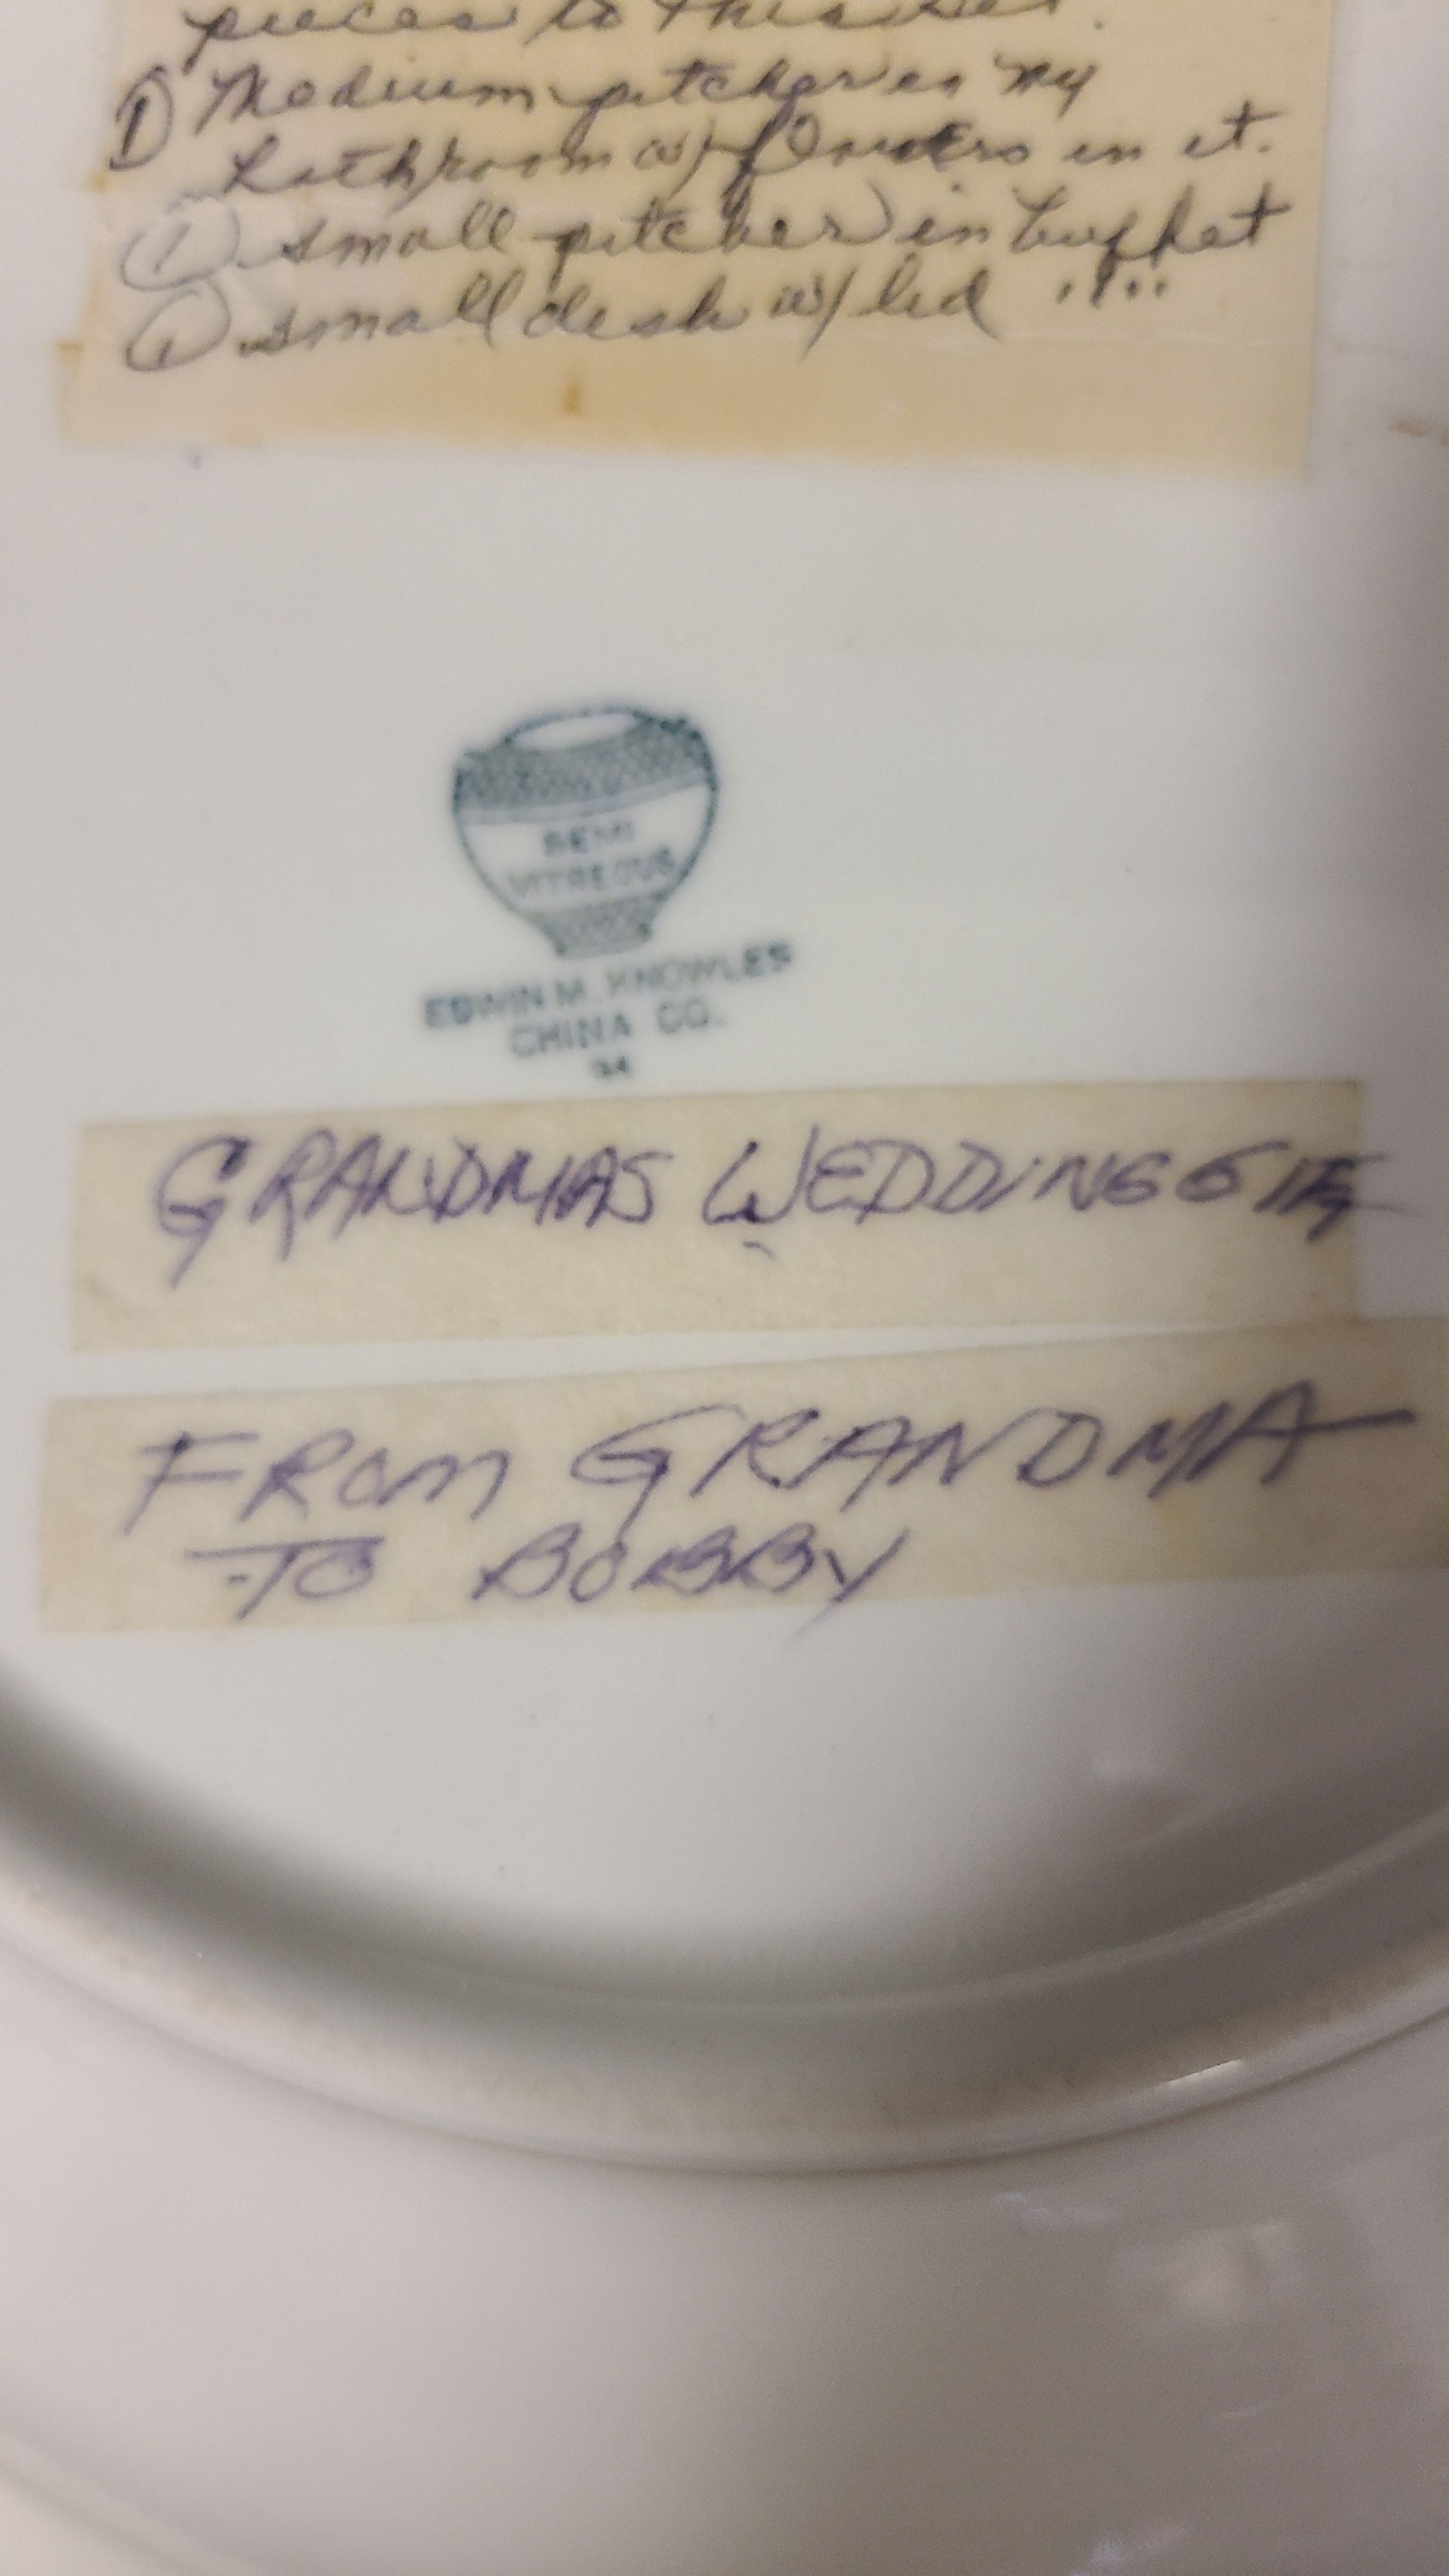 pieces to this set.
① Medium pitcher in my
bathroom w/ flowers in it.
① small pitcher in buffet
① small dish w/ lid " "
SEMI
VITREOUS
EDWIN M. KNOWLES
CHINA CO.
GRANDMAS WEDDING GIFT
FROM GRANDMA
TO BOBBY